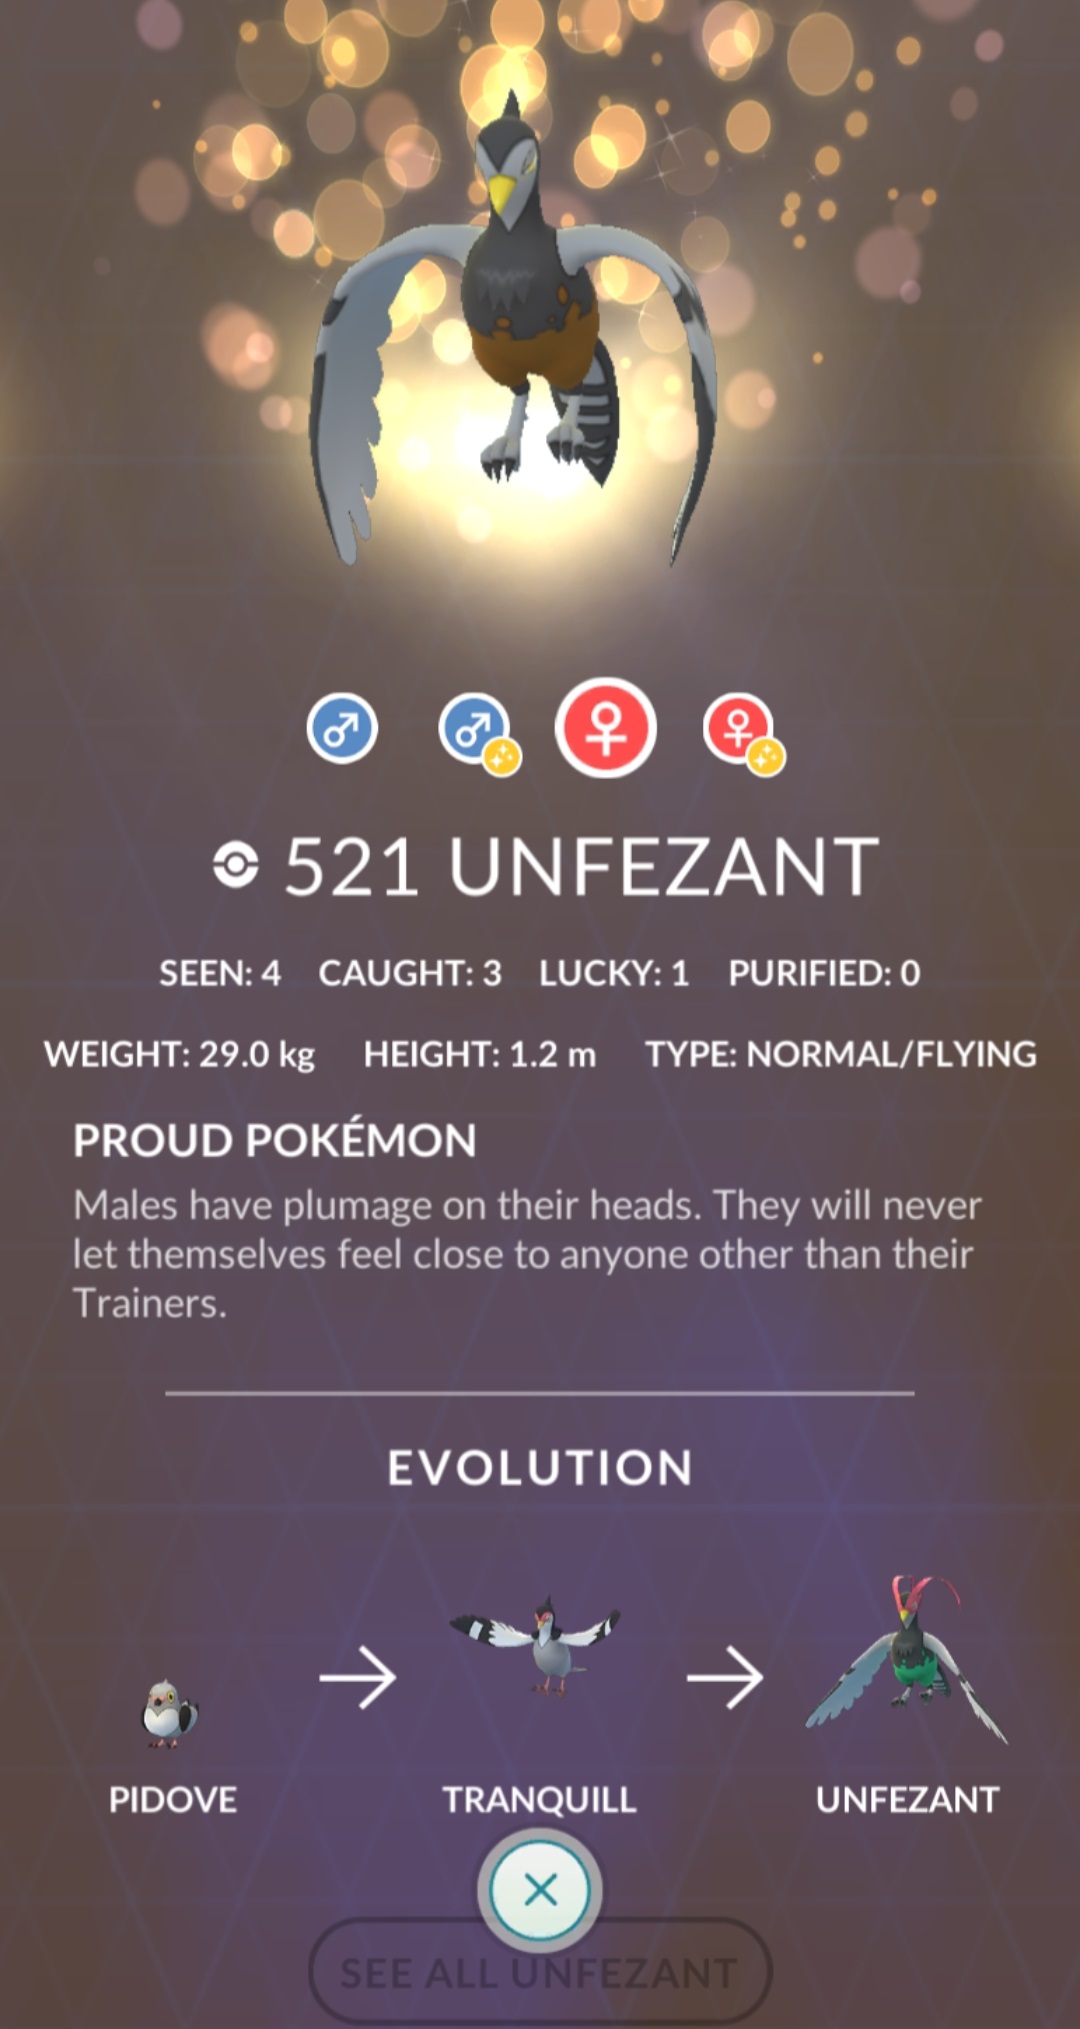 521 UNFEZANT
SEEN: 4 CAUGHT: 3 LUCKY: 1 PURIFIED: 0
WEIGHT: 29.0 kg HEIGHT: 1.2 m TYPE: NORMAL/FLYING
PROUD POKÉMON
Males have plumage on their heads. They will never
let themselves feel close to anyone other than their
Trainers.
EVOLUTION
PIDOVE TRANQUILL UNFEZANT
SEE ALL UNFEZANT